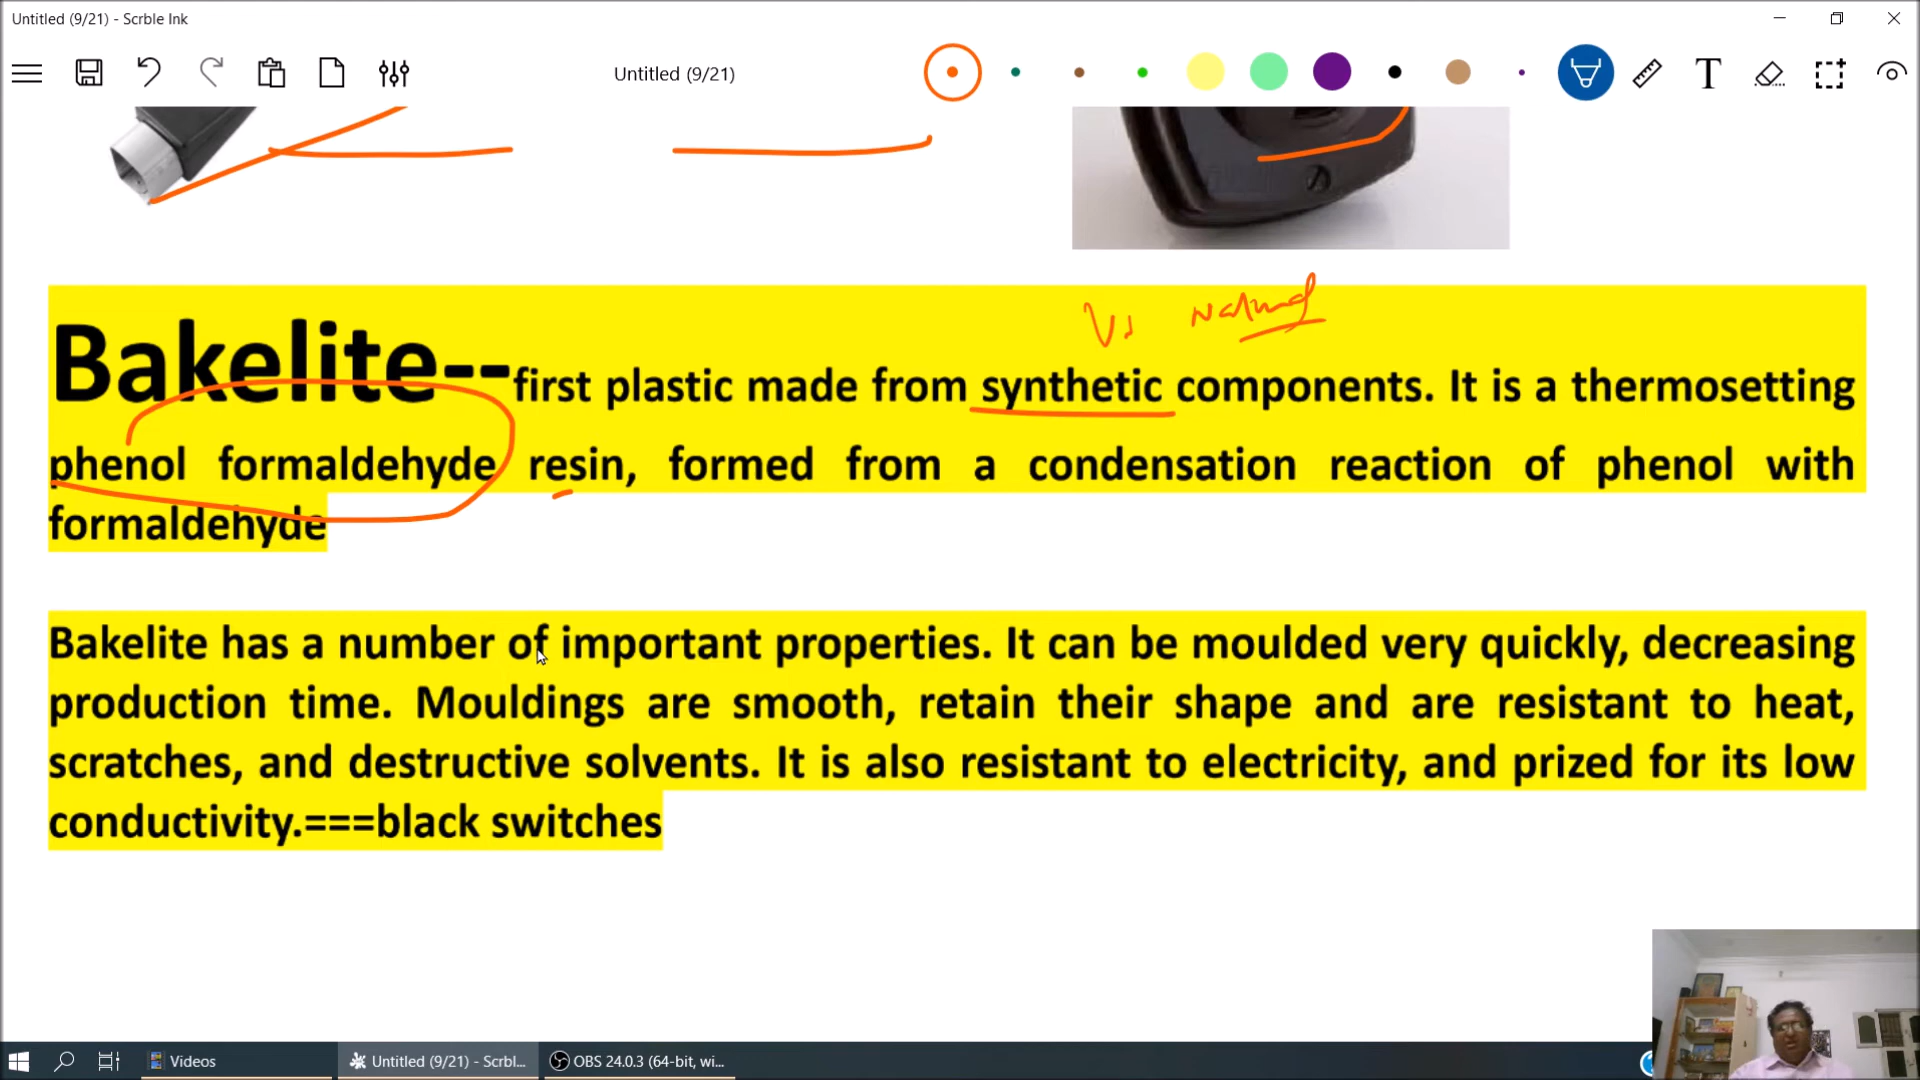 Untitled (9/21) - Scrble Ink
Untitled (9/21)
T
Vs Natural
Bakelite--first plastic made from synthetic components. It is a thermosetting
phenol formaldehyde resin, formed from a condensation reaction of phenol with
formaldehyde
Bakelite has a number of important properties. It can be moulded very quickly, decreasing
production time. Mouldings are smooth, retain their shape and are resistant to heat,
scratches, and destructive solvents. It is also resistant to electricity, and prized for its low
conductivity.===black switches
Videos
Untitled (9/21) - Scrbl...
OBS 24.0.3 (64-bit, wi...